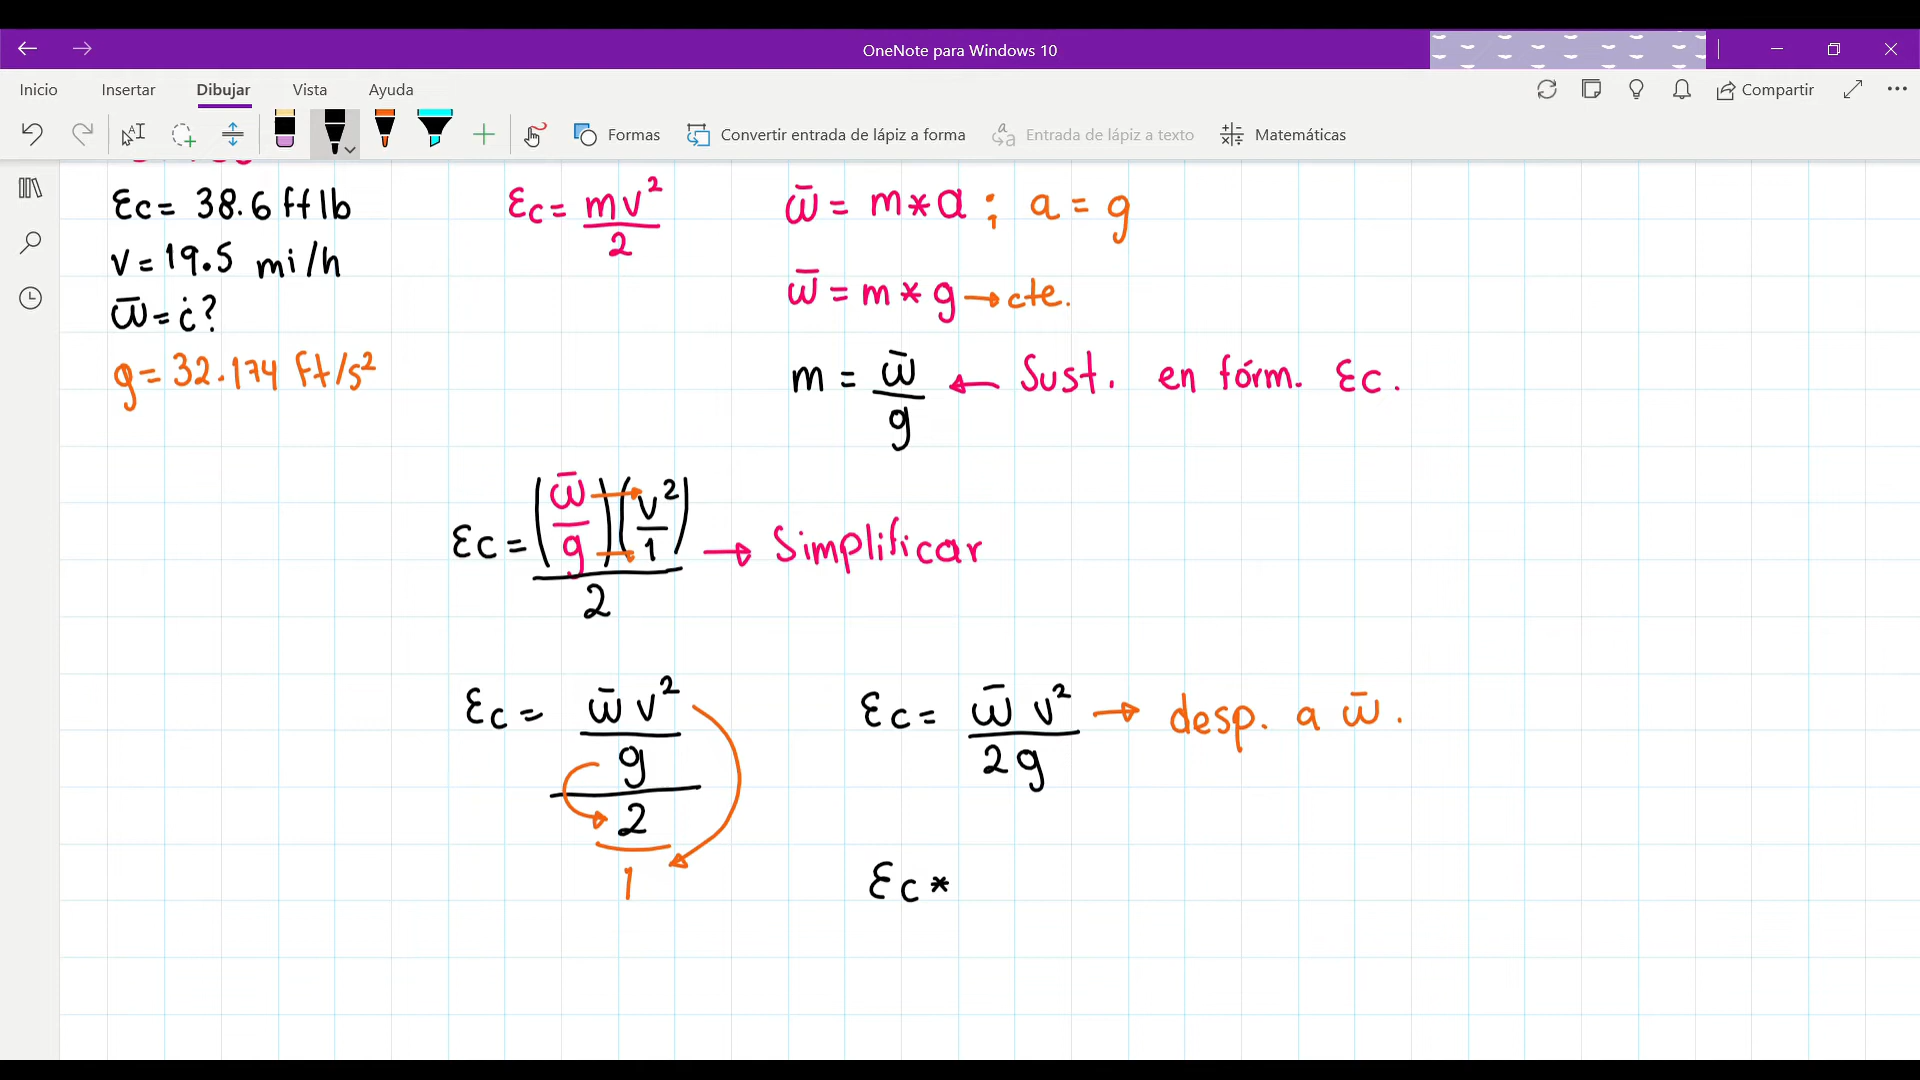 OneNote para Windows 10
Inicio Insertar Dibujar Vista Ayuda Compartir
Formas Convertir entrada de lápiz a forma Entrada de lápiz a texto Matemáticas
Ec = 38.6 ft lb
v = 19.5 mi/h
w̄ = ¿?
g = 32.174 ft/s²
Ec = mv²/2
w̄ = m * a ; a = g
w̄ = m * g → cte.
m = w̄/g ← Sust. en fórm. Ec.
Ec = (w̄/g)(v²/1)/2 → Simplificar
Ec = w̄ v²/g/2/1
Ec = w̄ v²/2g → desp. a w̄.
Ec *